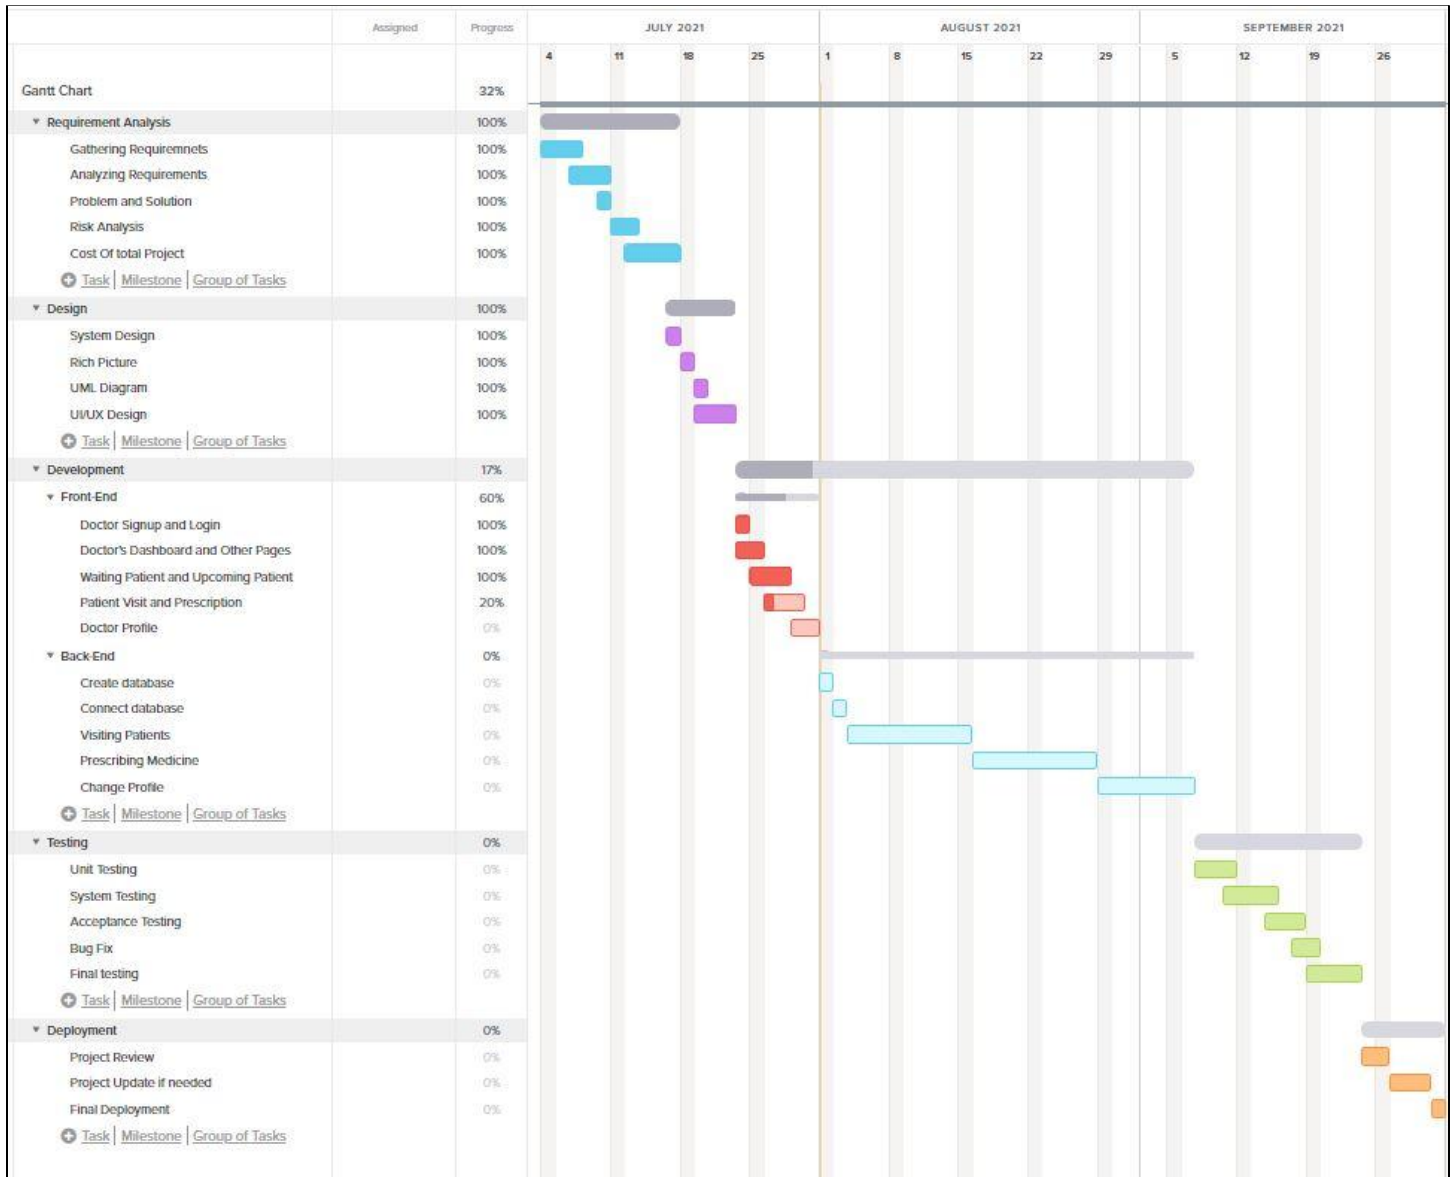 Assigned Progress JULY 2021 AUGUST 2021 SEPTEMBER 2021
4 11 18 25 1 8 15 22 29 5 12 19 26
Gantt Chart 32%
Requirement Analysis 100%
Gathering Requiremnets 100%
Analyzing Requirements 100%
Problem and Solution 100%
Risk Analysis 100%
Cost Of total Project 100%
Task | Milestone | Group of Tasks
Design 100%
System Design 100%
Rich Picture 100%
UML Diagram 100%
UI/UX Design 100%
Task | Milestone | Group of Tasks
Development 17%
Front-End 60%
Doctor Signup and Login 100%
Doctor's Dashboard and Other Pages 100%
Waiting Patient and Upcoming Patient 100%
Patient Visit and Prescription 20%
Doctor Profile 0%
Back-End 0%
Create database 0%
Connect database 0%
Visiting Patients 0%
Prescribing Medicine 0%
Change Profile 0%
Task | Milestone | Group of Tasks
Testing 0%
Unit Testing 0%
System Testing 0%
Acceptance Testing 0%
Bug Fix 0%
Final testing 0%
Task | Milestone | Group of Tasks
Deployment 0%
Project Review 0%
Project Update if needed 0%
Final Deployment 0%
Task | Milestone | Group of Tasks